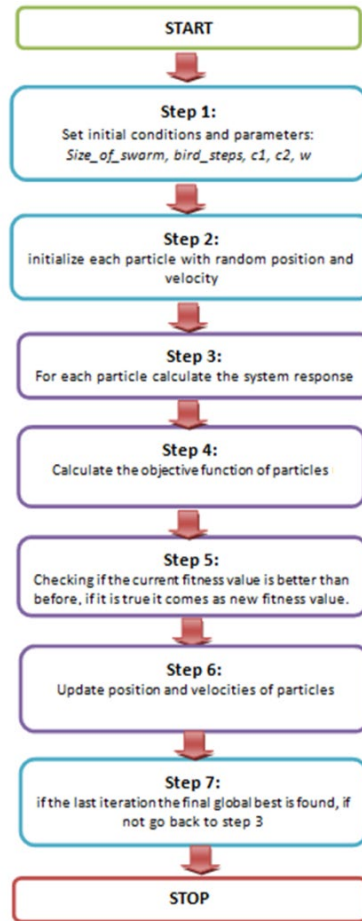 START
Step 1:
Set initial conditions and parameters:
Size_of_swarm, bird_steps, c1, c2, w
Step 2:
initialize each particle with random position and
velocity
Step 3:
For each particle calculate the system response
Step 4:
Calculate the objective function of particles
Step 5:
Checking if the current fitness value is better than
before, if it is true it comes as new fitness value.
Step 6:
Update position and velocities of particles
Step 7:
if the last iteration the final global best is found, if
not go back to step 3
STOP